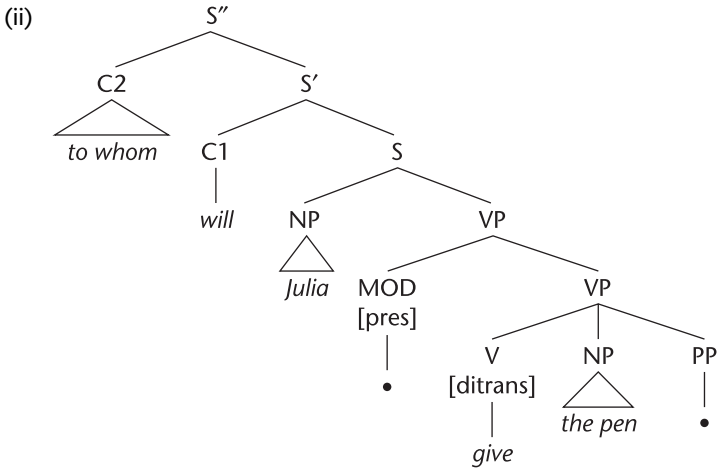 (ii)
S″
C2 S′
to whom C1 S
will NP VP
Julia MOD VP
[pres]
V NP PP
[ditrans]
the pen
give